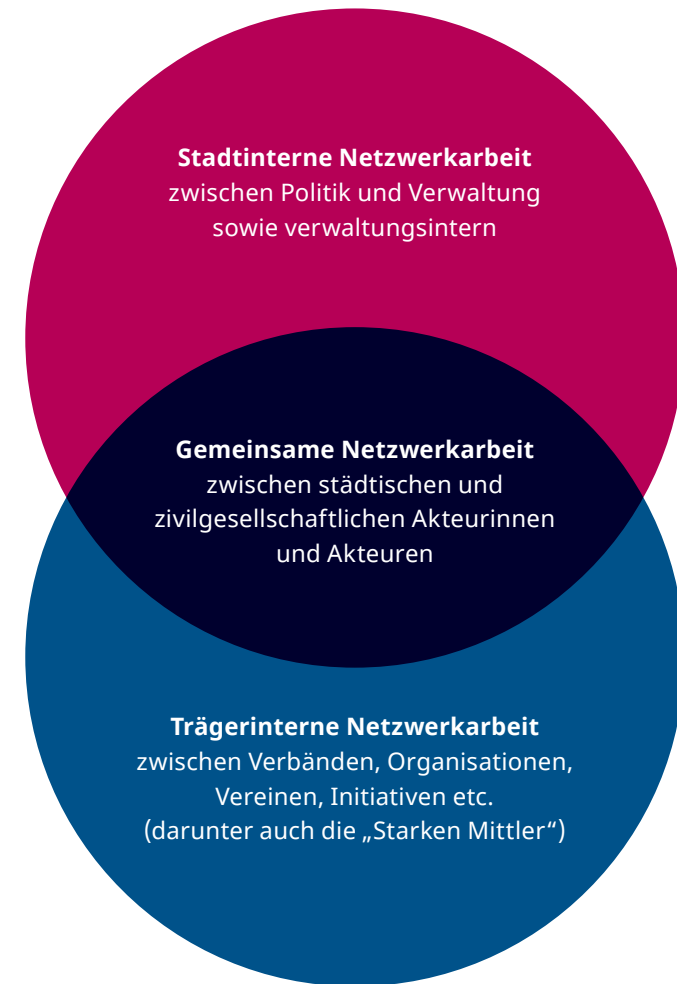 Stadtinterne Netzwerkarbeit
zwischen Politik und Verwaltung
sowie verwaltungsintern
Gemeinsame Netzwerkarbeit
zwischen städtischen und
zivilgesellschaftlichen Akteurinnen
und Akteuren
Trägerinterne Netzwerkarbeit
zwischen Verbänden, Organisationen,
Vereinen, Initiativen etc.
(darunter auch die „Starken Mittler“)